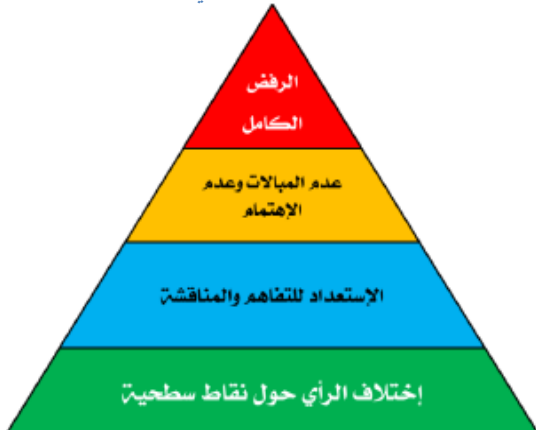 الرفض
الكامل
عدم المبالات وعدم
الإهتمام
الإستعداد للتفاهم والمناقشة
إختلاف الرأي حول نقاط سطحية